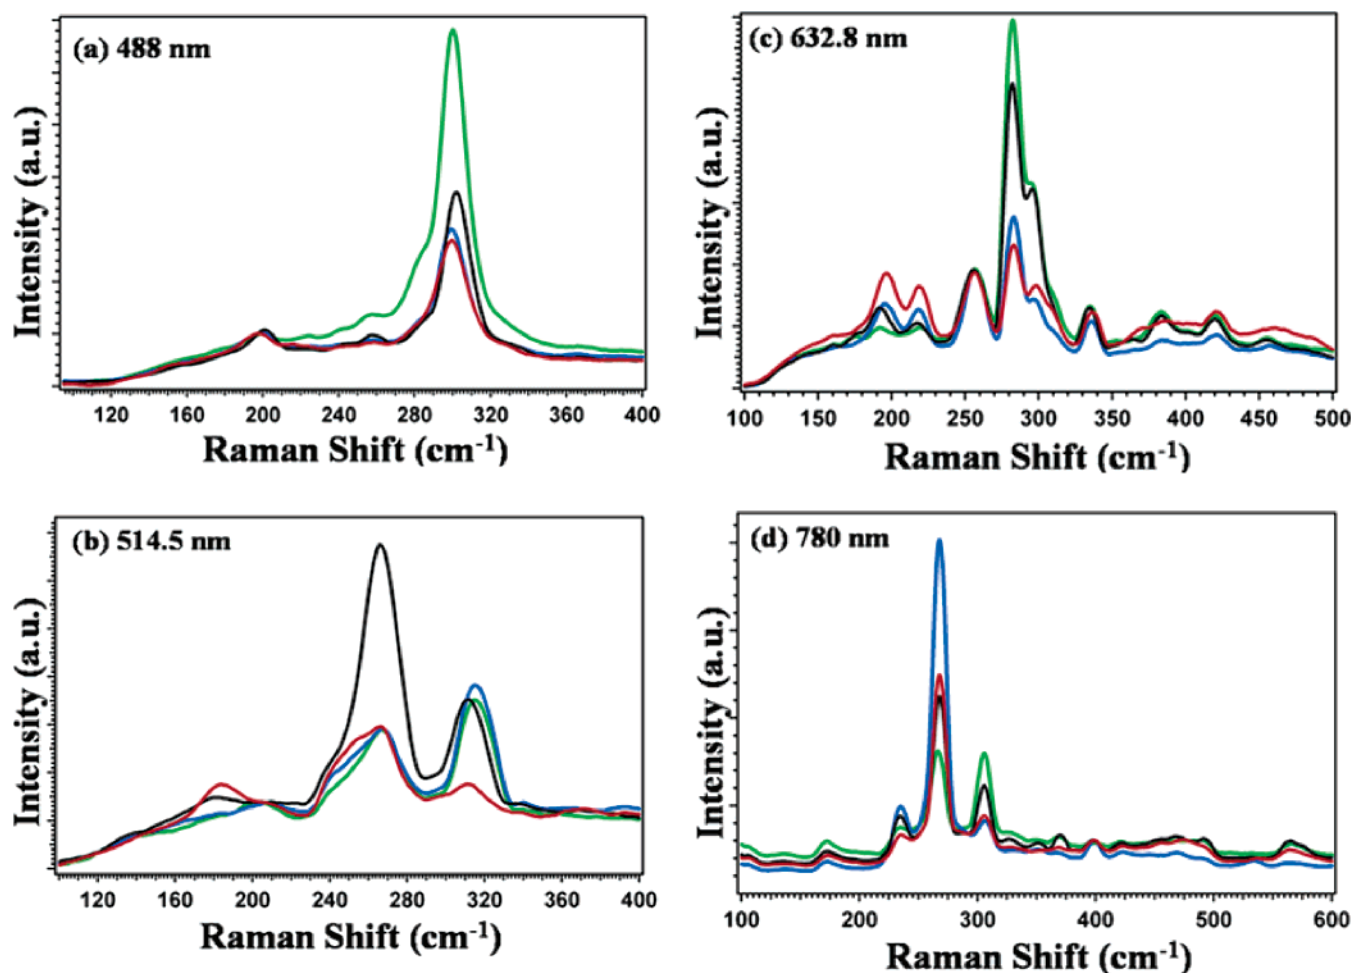 (a) 488 nm
Intensity (a.u.)
120 160 200 240 280 320 360 400
Raman Shift (cm-1)
(c) 632.8 nm
Intensity (a.u.)
100 150 200 250 300 350 400 450 500
Raman Shift (cm-1)
(b) 514.5 nm
Intensity (a.u.)
120 160 200 240 280 320 360 400
Raman Shift (cm-1)
(d) 780 nm
Intensity (a.u.)
100 200 300 400 500 600
Raman Shift (cm-1)